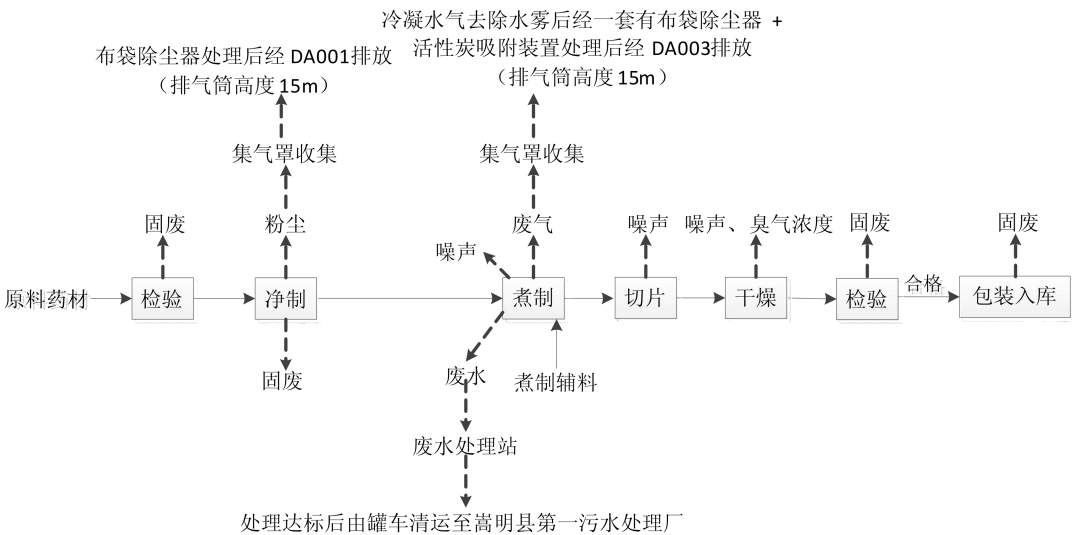 冷凝水气去除水雾后经一套有布袋除尘器 +
活性炭吸附装置处理后经 DA003排放
（排气筒高度 15m）
布袋除尘器处理后经 DA001排放
（排气筒高度 15m）
集气罩收集
集气罩收集
固废
粉尘
废气
噪声
噪声、臭气浓度
固废
固废
噪声
原料药材
检验
净制
煮制
切片
干燥
检验
合格
包装入库
固废
废水
煮制辅料
废水处理站
处理达标后由罐车清运至嵩明县第一污水处理厂